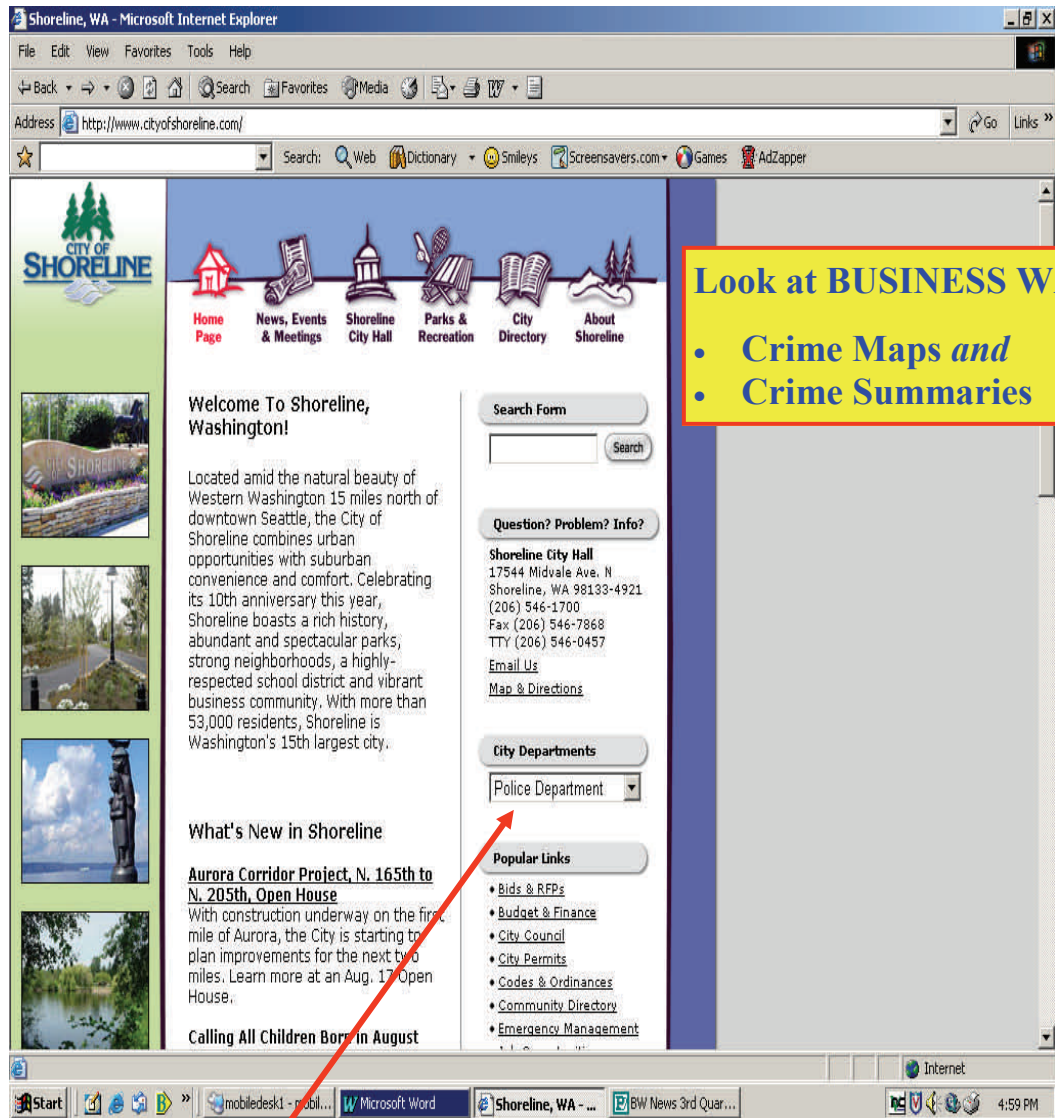 Shoreline, WA - Microsoft Internet Explorer
File Edit View Favorites Tools Help
Back Search Favorites Media
Address http://www.cityofshoreline.com/ Go Links »
Search: Web Dictionary Smileys Screensavers.com Games AdZapper
CITY OF
SHORELINE
Home
Page
News, Events
& Meetings
Shoreline
City Hall
Parks &
Recreation
City
Directory
About
Shoreline
Look at BUSINESS
• Crime Maps and
• Crime Summaries
SHORELINE
Welcome To Shoreline,
Washington!
Located amid the natural beauty of
Western Washington 15 miles north of
downtown Seattle, the City of
Shoreline combines urban
opportunities with suburban
convenience and comfort. Celebrating
its 10th anniversary this year,
Shoreline boasts a rich history,
abundant and spectacular parks,
strong neighborhoods, a highly-
respected school district and vibrant
business community. With more than
53,000 residents, Shoreline is
Washington's 15th largest city.
What's New in Shoreline
Aurora Corridor Project, N. 165th to
N. 205th, Open House
With construction underway on the first
mile of Aurora, the City is starting to
plan improvements for the next two
miles. Learn more at an Aug. 17 Open
House.
Calling All Children Born in August
Search Form
Search
Question? Problem? Info?
Shoreline City Hall
17544 Midvale Ave. N
Shoreline, WA 98133-4921
(206) 546-1700
Fax (206) 546-7868
TTY (206) 546-0457
Email Us
Map & Directions
City Departments
Police Department
Popular Links
• Bids & RFPs
• Budget & Finance
• City Council
• City Permits
• Codes & Ordinances
• Community Directory
• Emergency Management
Internet
Start » mobiledesk1 - mobil... Microsoft Word Shoreline, WA - ... BW News 3rd Quar... 4:59 PM